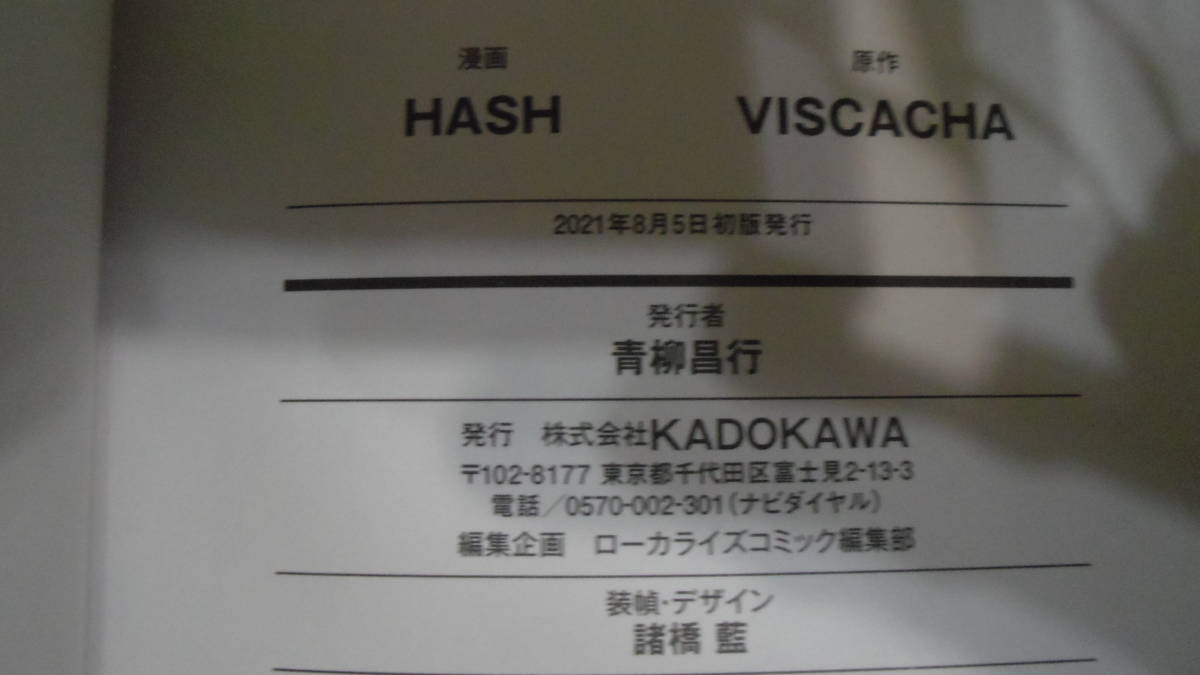 漫画 原作
HASH VISCACHA
2021年8月5日初版発行
発行者
青柳昌行
発行 株式会社KADOKAWA
〒102-8177 東京都千代田区富士見2-13-3
電話/0570-002-301(ナビダイヤル)
編集企画 ローカライズコミック編集部
装幀・デザイン
諸橋 藍